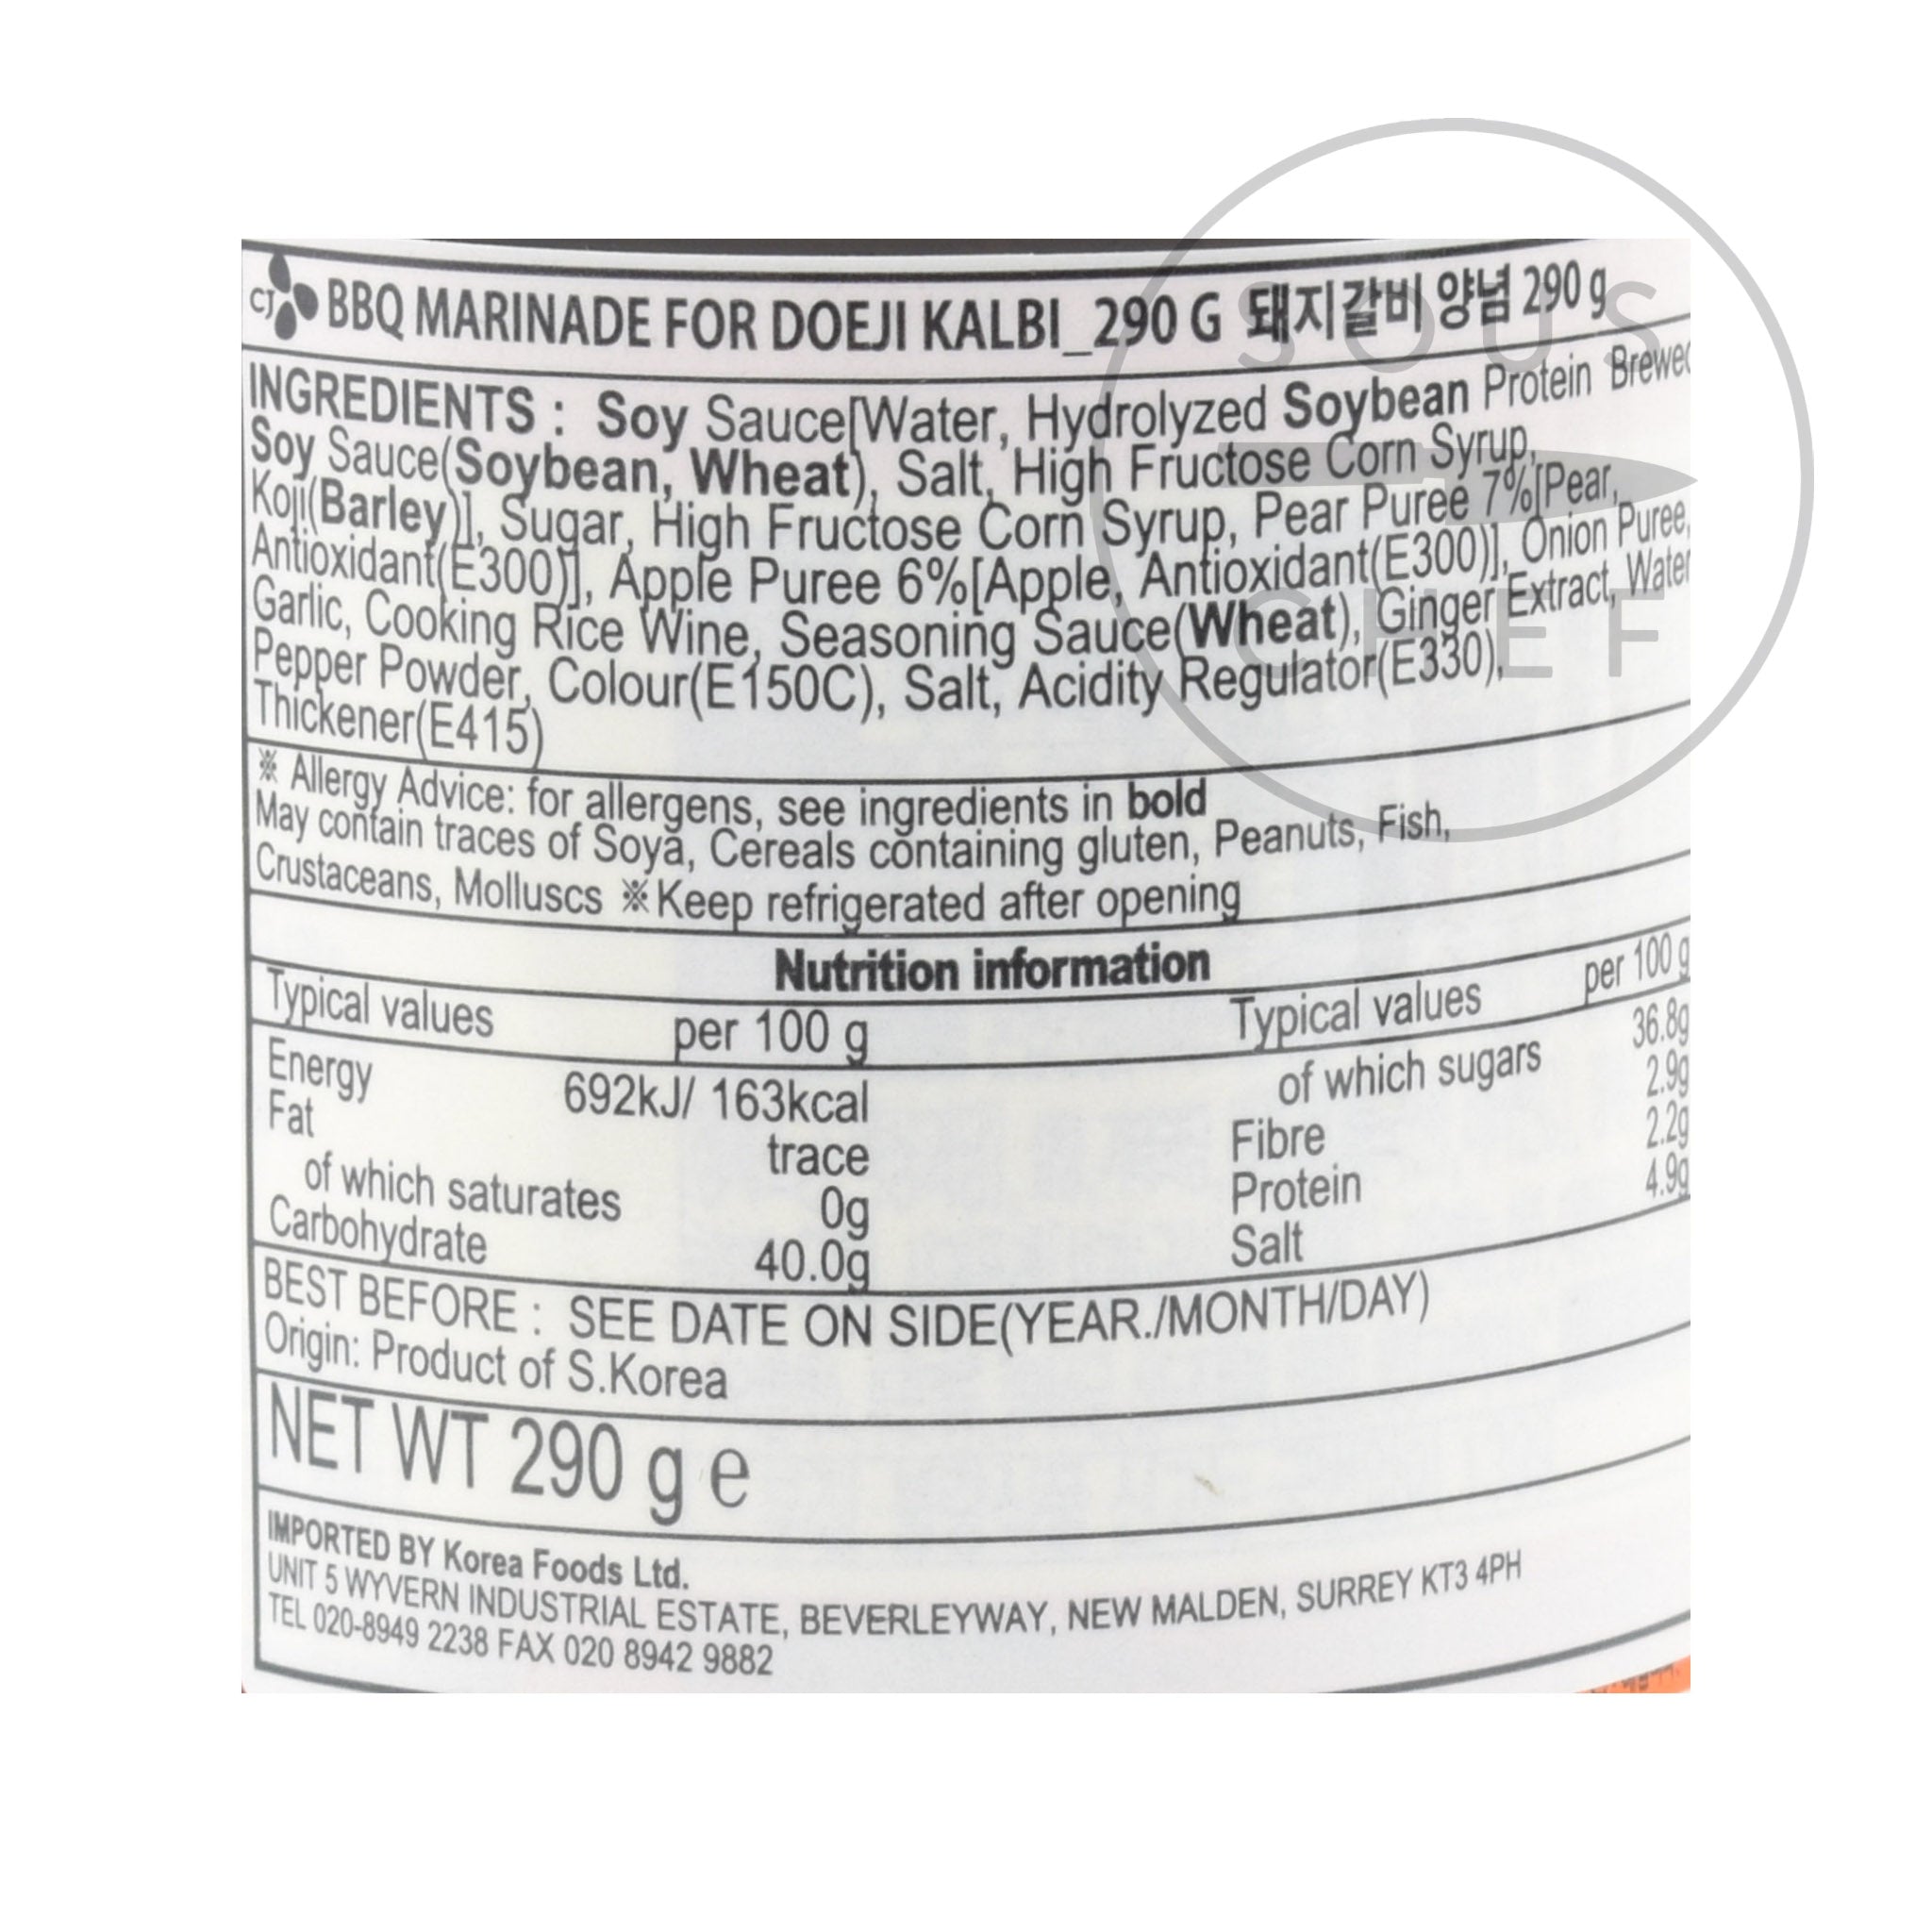 CJ BBQ MARINADE FOR DOEJI KALBI_290 G 돼지갈비 양념 290 g
INGREDIENTS : Soy Sauce[Water, Hydrolyzed Soybean Protein Brewed
Soy Sauce(Soybean, Wheat), Salt, High Fructose Corn Syrup,
Koji(Barley)], Sugar, High Fructose Corn Syrup, Pear Puree 7%[Pear,
Antioxidant(E300)], Apple Puree 6%[Apple, Antioxidant(E300)], Onion Puree,
Garlic, Cooking Rice Wine, Seasoning Sauce(Wheat), Ginger Extract, Water
Pepper Powder, Colour(E150C), Salt, Acidity Regulator(E330),
Thickener(E415)
※ Allergy Advice: for allergens, see ingredients in bold
May contain traces of Soya, Cereals containing gluten, Peanuts, Fish,
Crustaceans, Molluscs ※Keep refrigerated after opening
Nutrition information
Typical values per 100 g Typical values per 100 g
Energy 692kJ/ 163kcal of which sugars 36.8g
Fat trace Fibre 2.9g
of which saturates 0g Protein 2.2g
Carbohydrate 40.0g Salt 4.9g
BEST BEFORE : SEE DATE ON SIDE(YEAR./MONTH/DAY)
Origin: Product of S.Korea
NET WT 290 g e
IMPORTED BY Korea Foods Ltd.
UNIT 5 WYVERN INDUSTRIAL ESTATE, BEVERLEYWAY, NEW MALDEN, SURREY KT3 4PH
TEL 020-8949 2238 FAX 020 8942 9882
SOUS
CHEF